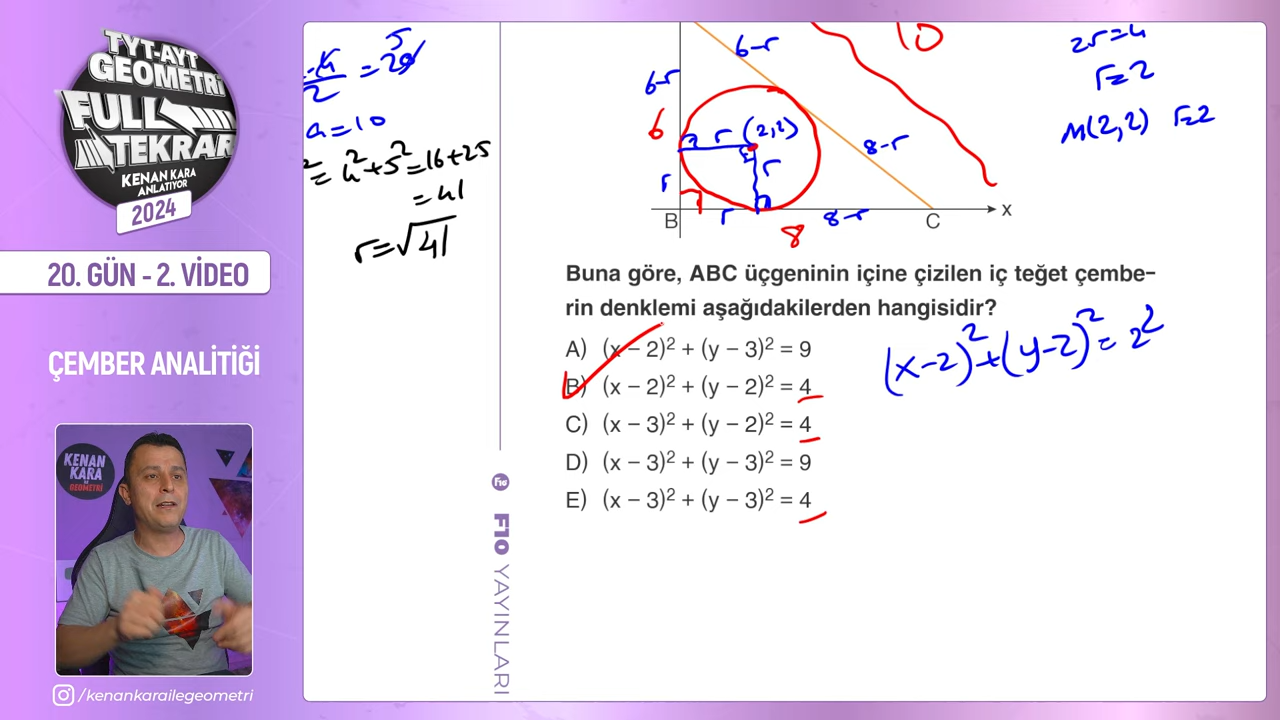 TYT-AYT
GEOMETRİ
FULL
TEKRAR
KENAN KARA
ANLATIYOR
2024
20. GÜN - 2. VİDEO
ÇEMBER ANALİTİĞİ
KENAN
KARA
GEOMETRİ
/kenankarailegeometri
a=10
= 4² + 5² = 16 + 25
= 41
r = √41
F10
F10 YAYINLARI
6-r
10
6-r
6
r
(2,2)
r
8-r
r
B
r
8
8-r
C
x
2r=4
r=2
M(2,2) r=2
Buna göre, ABC üçgeninin içine çizilen iç teğet çembe-
rin denklemi aşağıdakilerden hangisidir?
A) (x – 2)² + (y – 3)² = 9
B) (x – 2)² + (y – 2)² = 4
C) (x – 3)² + (y – 2)² = 4
D) (x – 3)² + (y – 3)² = 9
E) (x – 3)² + (y – 3)² = 4
(x-2)²+(y-2)²=2²